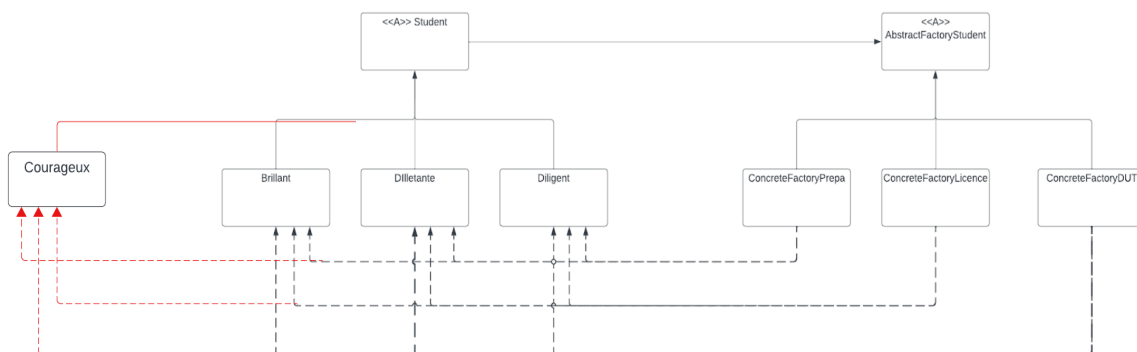 <<A>> Student
<<A>>
AbstractFactoryStudent
Courageux
Brillant
DIlletante
Diligent
ConcreteFactoryPrepa
ConcreteFactoryLicence
ConcreteFactoryDUT